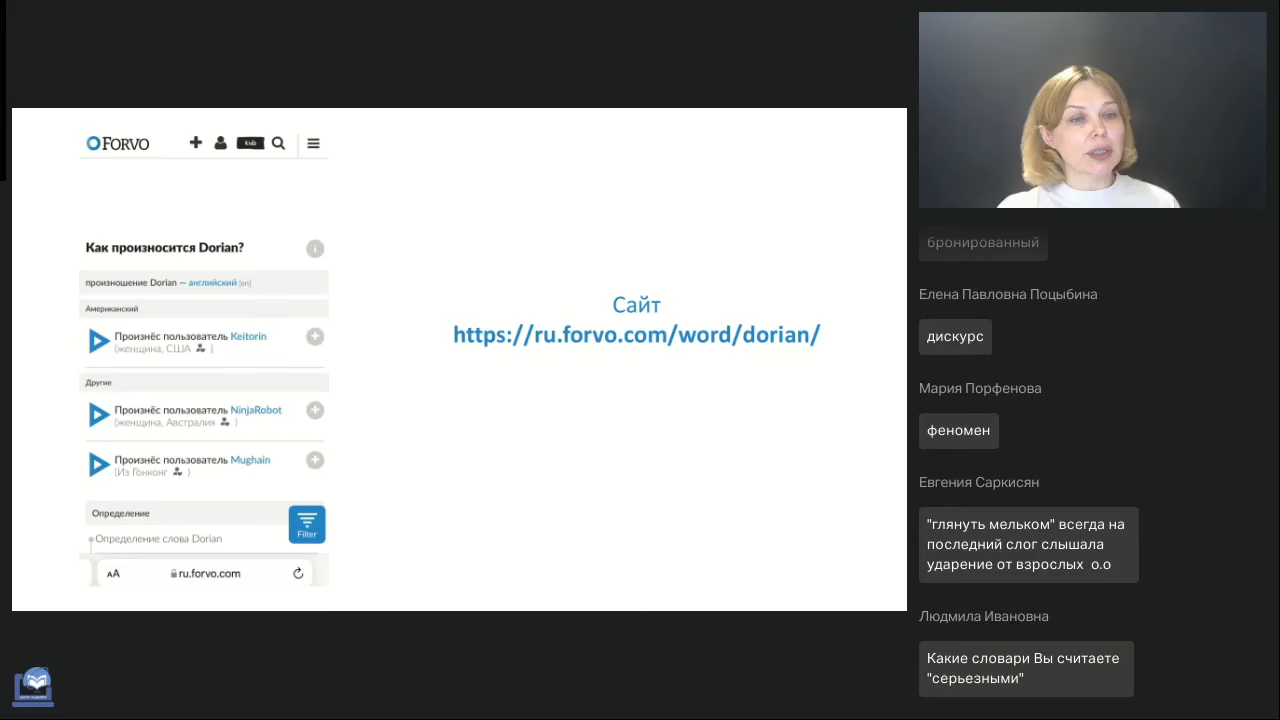 FORVO
Как произносится Dorian?
произношение Dorian — английский [en]
Американский
Произнёс пользователь Keitorin
(женщина, США )
Другие
Произнёс пользователь NinjaRobot
(женщина, Австралия )
Произнёс пользователь Mughain
(Из Гонконг )
Определение
Определение слова Dorian
Filter
AA ru.forvo.com
Сайт
https://ru.forvo.com/word/dorian/
бронированный
Елена Павловна Поцыбина
дискурс
Мария Порфенова
феномен
Евгения Саркисян
"глянуть мельком" всегда на
последний слог слышала
ударение от взрослых о.о
Людмила Ивановна
Какие словари Вы считаете
"серьезными"